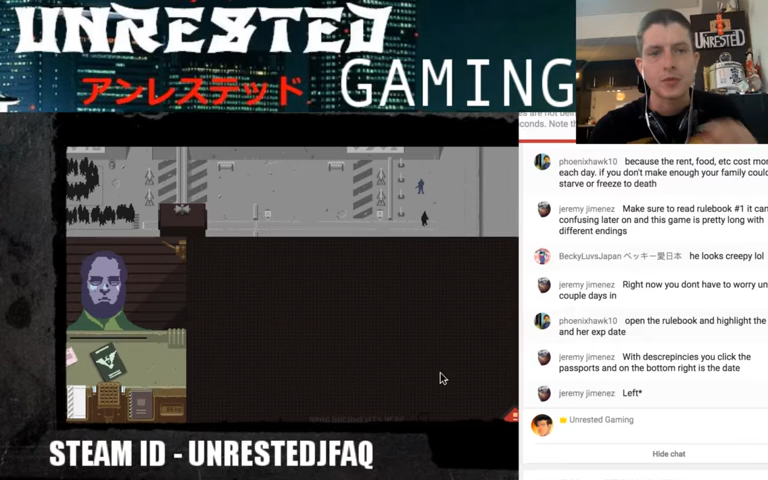 UNRESTED
アンレステッド
GAMING
UNRESTED
conds. Note th
phoenixhawk10 because the rent, food, etc cost mor
each day. if you don't make enough your family could
starve or freeze to death
jeremy jimenez Make sure to read rulebook #1 it can
confusing later on and this game is pretty long with
different endings
BeckyLuvsJapan ベッキー愛日本 he looks creepy lol
jeremy jimenez Right now you dont have to worry un
couple days in
phoenixhawk10 open the rulebook and highlight the
and her exp date
jeremy jimenez With descrepincies you click the
passports and on the bottom right is the date
jeremy jimenez Left*
Unrested Gaming
Hide chat
STEAM ID - UNRESTEDJFAQ